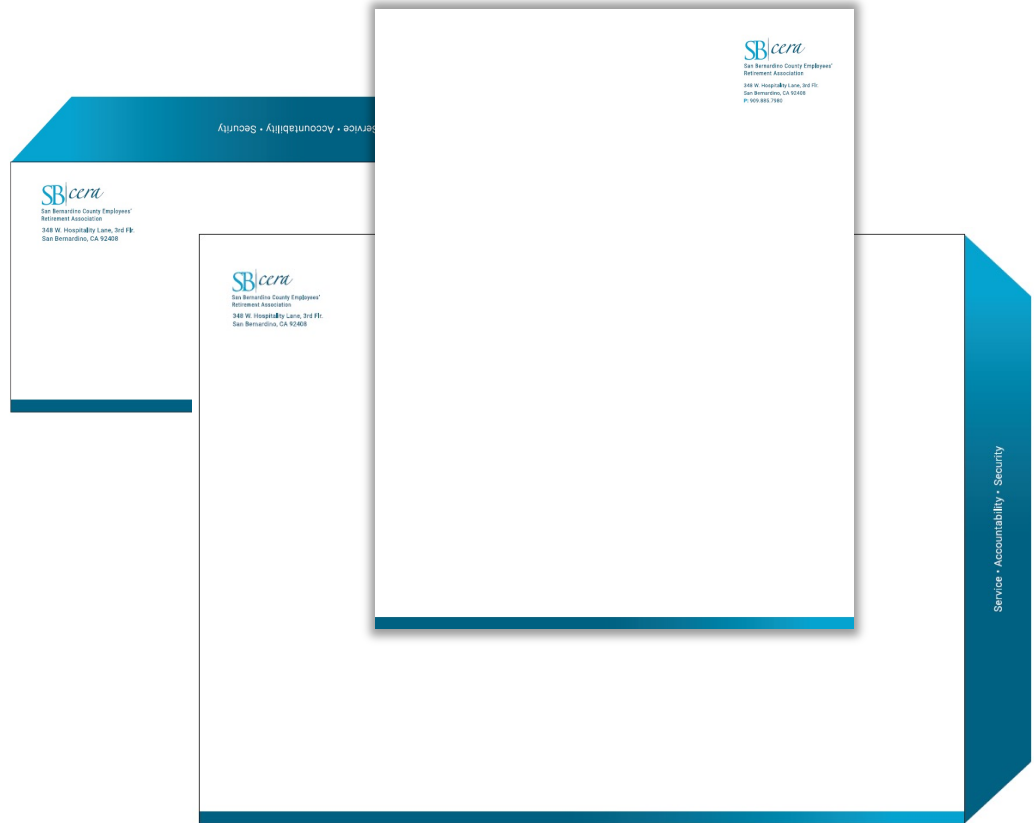 SB cera
San Bernardino County Employees'
Retirement Association
348 W. Hospitality Lane, 3rd Flr.
San Bernardino, CA 92408
P: 909.885.7980
Service • Accountability • Security
SB cera
San Bernardino County Employees'
Retirement Association
348 W. Hospitality Lane, 3rd Flr.
San Bernardino, CA 92408
SB cera
San Bernardino County Employees'
Retirement Association
348 W. Hospitality Lane, 3rd Flr.
San Bernardino, CA 92408
Service • Accountability • Security